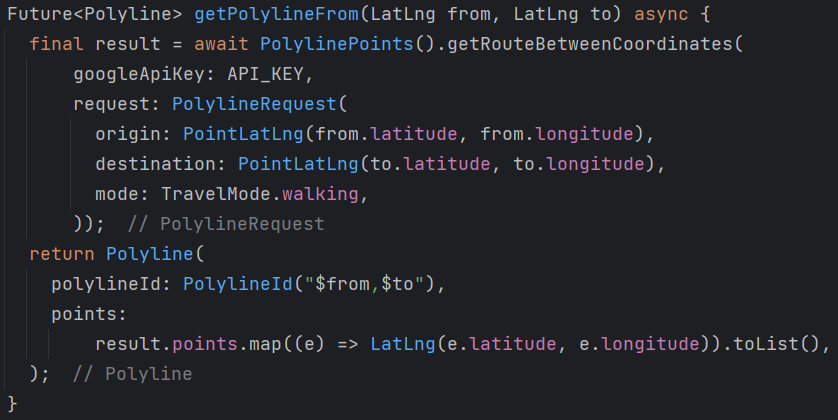 Future<Polyline> getPolylineFrom(LatLng from, LatLng to) async {
  final result = await PolylinePoints().getRouteBetweenCoordinates(
      googleApiKey: API_KEY,
      request: PolylineRequest(
        origin: PointLatLng(from.latitude, from.longitude),
        destination: PointLatLng(to.latitude, to.longitude),
        mode: TravelMode.walking,
      ));  // PolylineRequest
  return Polyline(
    polylineId: PolylineId("$from,$to"),
    points:
        result.points.map((e) => LatLng(e.latitude, e.longitude)).toList(),
  );  // Polyline
}